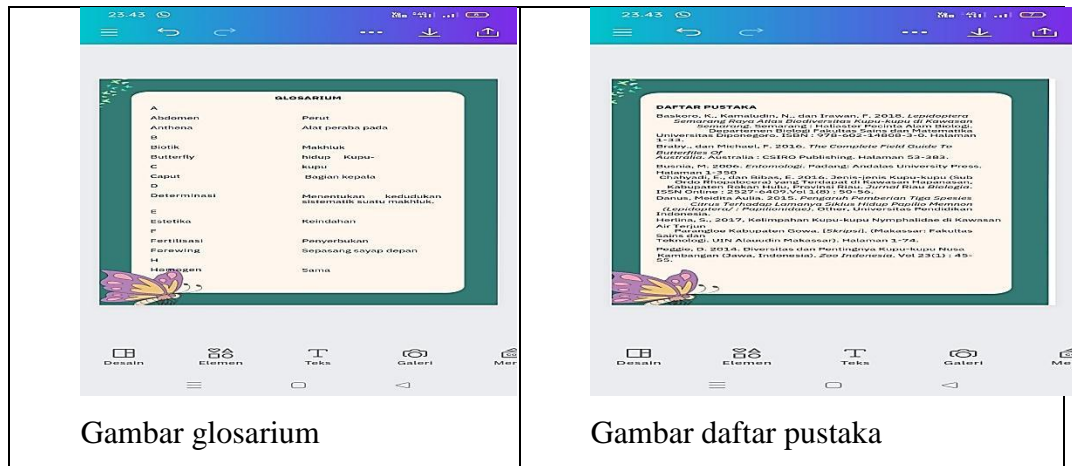 23.43
GLOSARIUM
A
Abdomen Perut
Anthena Alat peraba pada
B
Biotik Makhluk
Butterfly hidup Kupu-
C kupu
Caput Bagian kepala
D
Determinasi Menentukan kedudukan
sistematik suatu makhluk.
E
Estetika Keindahan
F
Fertilisasi Penyerbukan
Forewing Sepasang sayap depan
H
Homogen Sama
Desain Elemen Teks Galeri Mer
Gambar glosarium
23.43
DAFTAR PUSTAKA
Baskoro, K., Kamaludin, N., dan Irawan, F, 2018. Lepidoptera
Semarang Raya Atlas Biodiversitas Kupu-kupu di Kawasan
Semarang. Semarang : Haliaster Pecinta Alam Biologi.
Departemen Biologi Fakultas Sains dan Matematika
Universitas Diponegoro. ISBN : 978-602-14808-3-0. Halaman
1-33.
Braby., dan Michael, F, 2016. The Complete Field Guide To
Butterflies Of
Australia. Australia : CSIRO Publishing. Halaman 53-383.
Busnia, M, 2006. Entomologi. Padang: Andalas University Press.
Halaman 1-350
Chahyadi, E., dan Bibas, E. 2016. Jenis-jenis Kupu-kupu (Sub
Ordo Rhopalocera) yang Terdapat di Kawasan Hapanasan,
Kabupaten Rokan Hulu, Provinsi Riau. Jurnal Riau Biologia.
ISSN Online : 2527-6409.Vol 1(8) : 50-56.
Danus, Meidita Aulia, 2015. Pengaruh Pemberian Tiga Spesies
Citrus Terhadap Lamanya Siklus Hidup Papilio Memnon
(Lepidoptera/ : Papilionidae). Other, Universitas Pendidikan
Indonesia.
Herlina, S., 2017, Kelimpahan Kupu-kupu Nymphalidae di Kawasan
Air Terjun
Parangloe Kabupaten Gowa. [Skripsi]. (Makassar: Fakultas
Sains dan
Teknologi. UIN Alauddin Makassar). Halaman 1-74.
Peggie, D. 2014. Diversitas dan Pentingnya Kupu-kupu Nusa
Kambangan (Jawa, Indonesia). Zoo Indonesia. Vol 23(1) : 45-
55.
Desain Elemen Teks Galeri Me
Gambar daftar pustaka